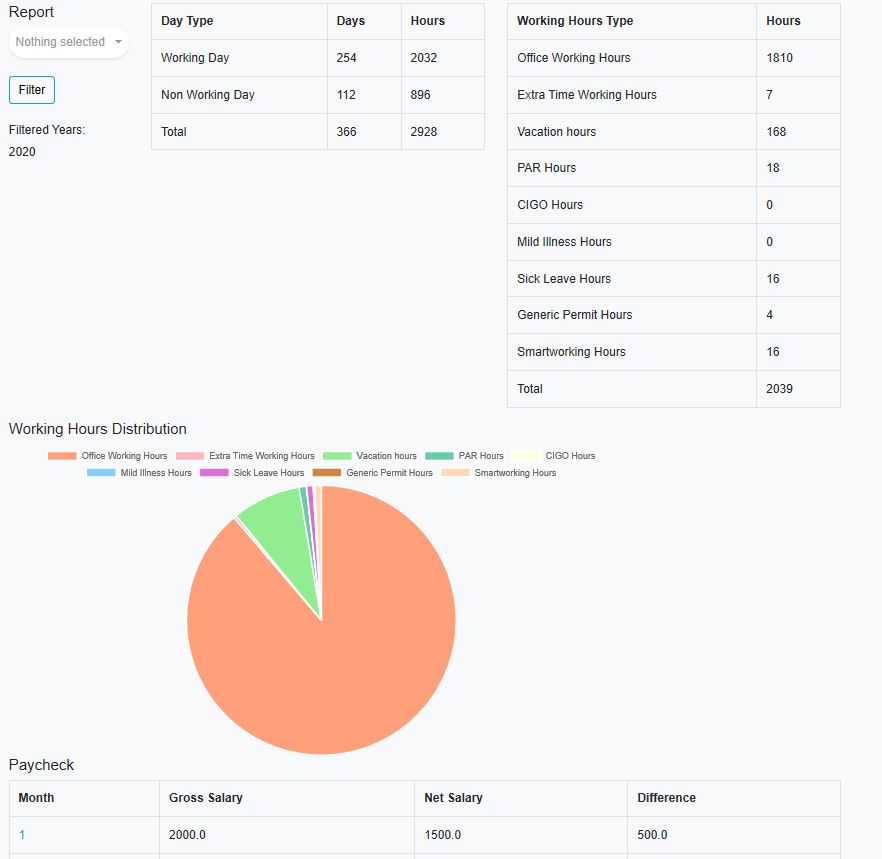 Report
Nothing selected
Filter
Filtered Years:
2020
Day Type Days Hours
Working Day 254 2032
Non Working Day 112 896
Total 366 2928
Working Hours Type Hours
Office Working Hours 1810
Extra Time Working Hours 7
Vacation hours 168
PAR Hours 18
CIGO Hours 0
Mild Illness Hours 0
Sick Leave Hours 16
Generic Permit Hours 4
Smartworking Hours 16
Total 2039
Working Hours Distribution
Office Working Hours Extra Time Working Hours Vacation hours PAR Hours CIGO Hours
Mild Illness Hours Sick Leave Hours Generic Permit Hours Smartworking Hours
Paycheck
Month Gross Salary Net Salary Difference
1 2000.0 1500.0 500.0